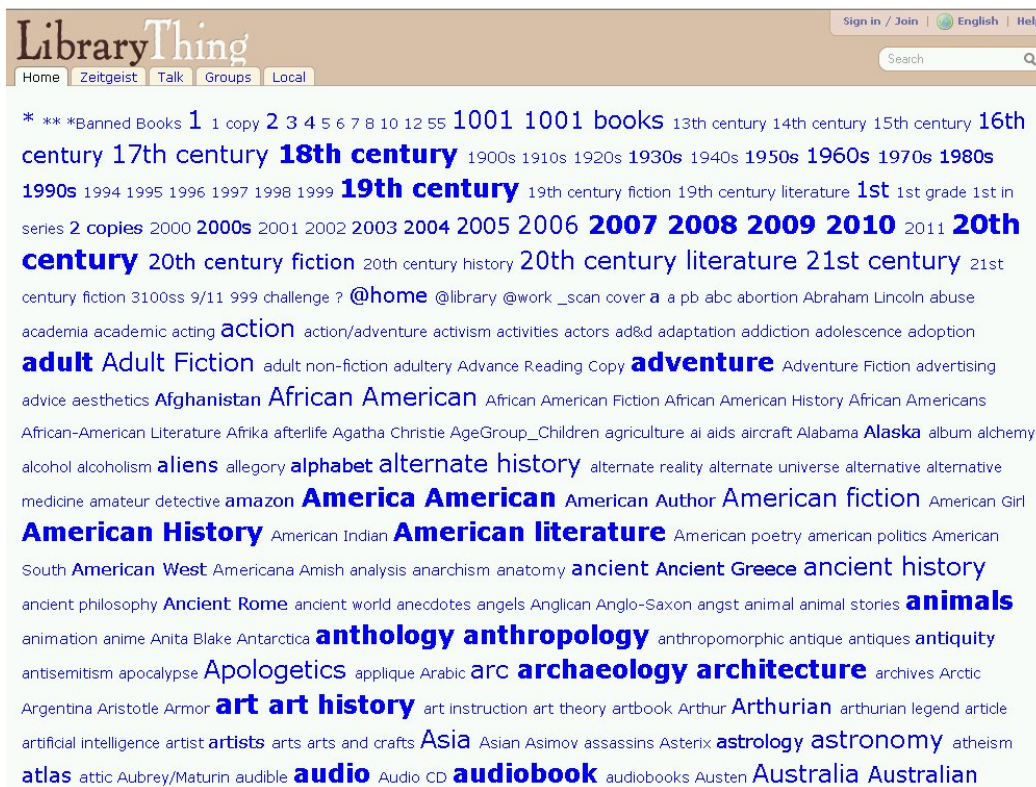 LibraryThing
Sign in / Join | English | Help
Search
Home Zeitgeist Talk Groups Local
* ** *Banned Books 1 1 copy 2 3 4 5 6 7 8 10 12 55 1001 1001 books 13th century 14th century 15th century 16th
century 17th century 18th century 1900s 1910s 1920s 1930s 1940s 1950s 1960s 1970s 1980s
1990s 1994 1995 1996 1997 1998 1999 19th century 19th century fiction 19th century literature 1st 1st grade 1st in
series 2 copies 2000 2000s 2001 2002 2003 2004 2005 2006 2007 2008 2009 2010 2011 20th
century 20th century fiction 20th century history 20th century literature 21st century 21st
century fiction 3100ss 9/11 999 challenge ? @home @library @work _scan cover a a pb abc abortion Abraham Lincoln abuse
academia academic acting action action/adventure activism activities actors ad&d adaptation addiction adolescence adoption
adult Adult Fiction adult non-fiction adultery Advance Reading Copy adventure Adventure Fiction advertising
advice aesthetics Afghanistan African American African American Fiction African American History African Americans
African-American Literature Afrika afterlife Agatha Christie AgeGroup_Children agriculture ai aids aircraft Alabama Alaska album alchemy
alcohol alcoholism aliens allegory alphabet alternate history alternate reality alternate universe alternative alternative
medicine amateur detective amazon America American American Author American fiction American Girl
American History American Indian American literature American poetry american politics American
South American West Americana Amish analysis anarchism anatomy ancient Ancient Greece ancient history
ancient philosophy Ancient Rome ancient world anecdotes angels Anglican Anglo-Saxon angst animal animal stories animals
animation anime Anita Blake Antarctica anthology anthropology anthropomorphic antique antiques antiquity
antisemitism apocalypse Apologetics applique Arabic arc archaeology architecture archives Arctic
Argentina Aristotle Armor art art history art instruction art theory artbook Arthur Arthurian arthurian legend article
artificial intelligence artist artists arts arts and crafts Asia Asian Asimov assassins Asterix astrology astronomy atheism
atlas attic Aubrey/Maturin audible audio Audio CD audiobook audiobooks Austen Australia Australian